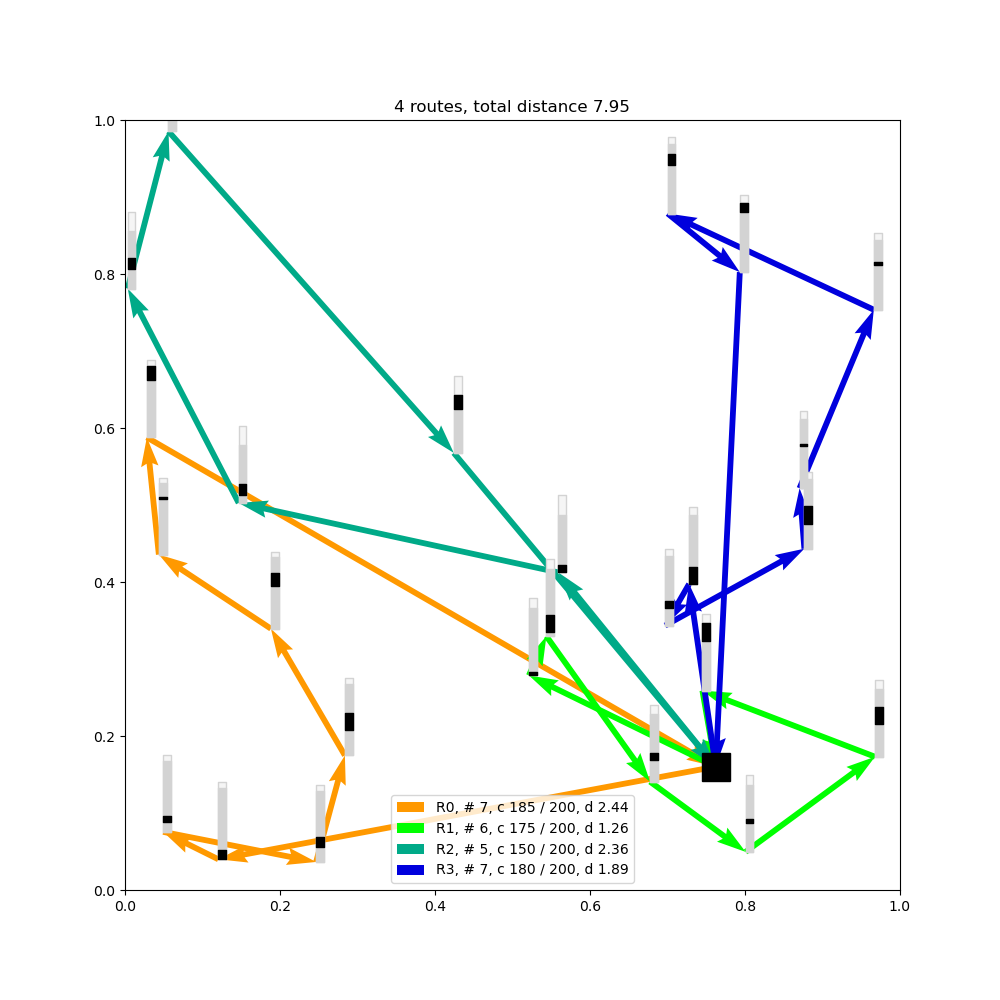 4 routes, total distance 7.95
1.0
0.8
0.6
0.4
0.2
0.0
R0, # 7, c 185 / 200, d 2.44
R1, # 6, c 175 / 200, d 1.26
R2, # 5, c 150 / 200, d 2.36
R3, # 7, c 180 / 200, d 1.89
0.0 0.2 0.4 0.6 0.8 1.0